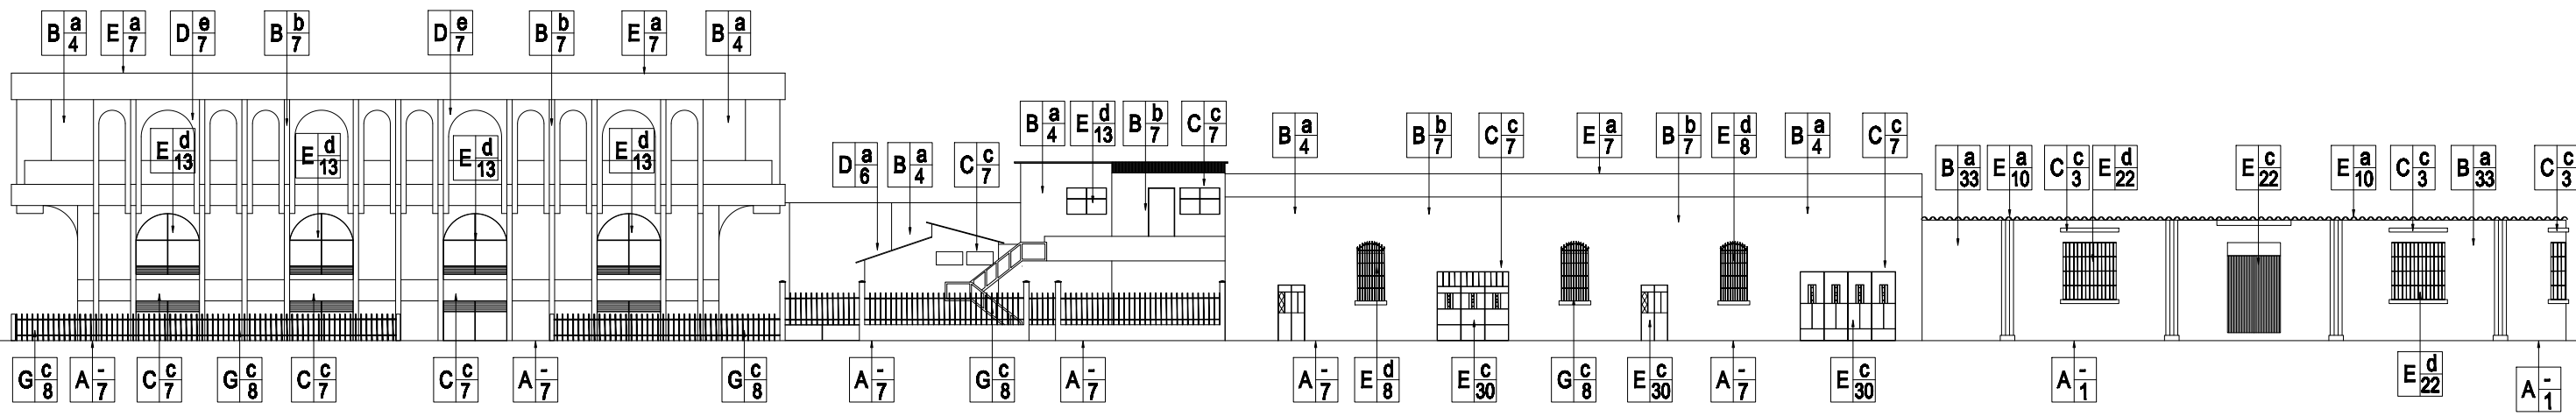 B a 4
E a 7
D e 7
B b 7
D e 7
B b 7
E a 7
B a 4
B a 4
E d 13
B b 7
C c 7
B a 4
B b 7
C c 7
E a 7
B b 7
E d 8
B a 4
C c 7
E d 13
E d 13
E d 13
E d 13
D a 6
B a 4
C c 7
B a 33
E a 10
C c 3
E d 22
E c 22
E a 10
C c 3
B a 33
C c 3
G c 8
A - 7
C c 7
G c 8
C c 7
C c 7
A - 7
G c 8
A - 7
G c 8
A - 7
A - 7
E d 8
E c 30
G c 8
E c 30
A - 7
E c 30
A - 1
E d 22
A - 1